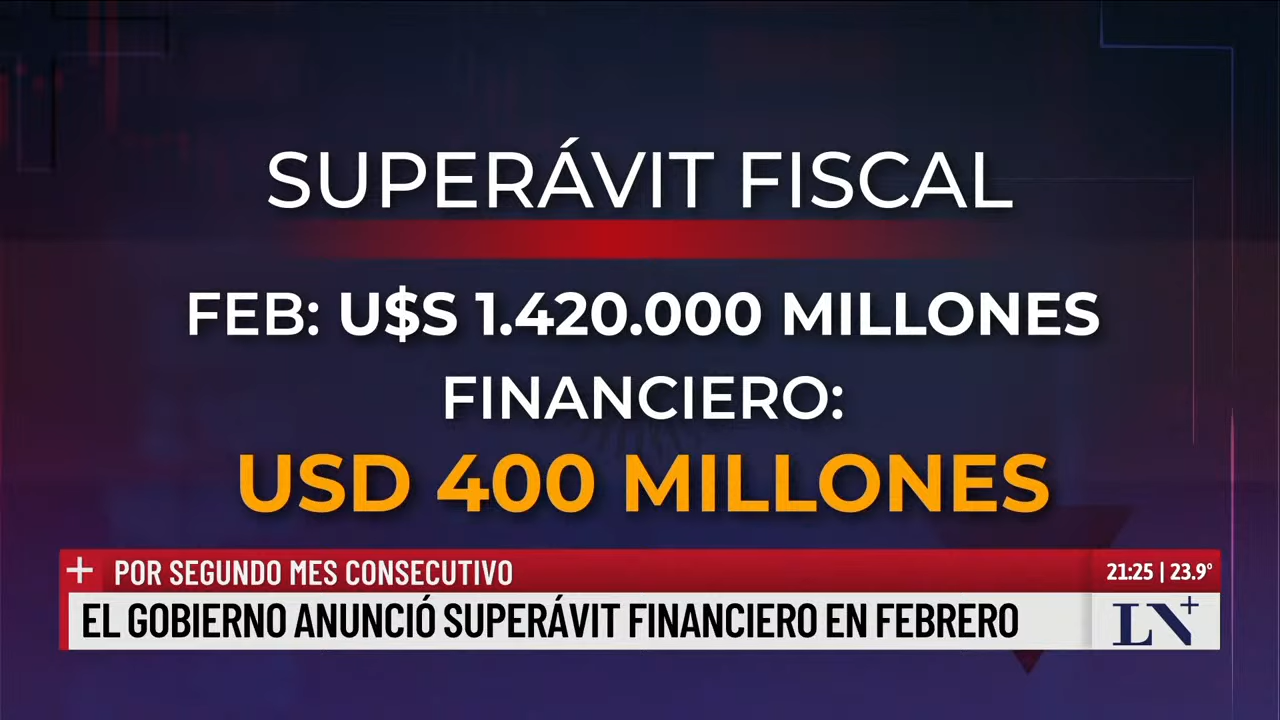 SUPERÁVIT FISCAL
FEB: U$S 1.420.000 MILLONES
FINANCIERO:
USD 400 MILLONES
+ POR SEGUNDO MES CONSECUTIVO
21:25 | 23.9°
EL GOBIERNO ANUNCIÓ SUPERÁVIT FINANCIERO EN FEBRERO
LN+